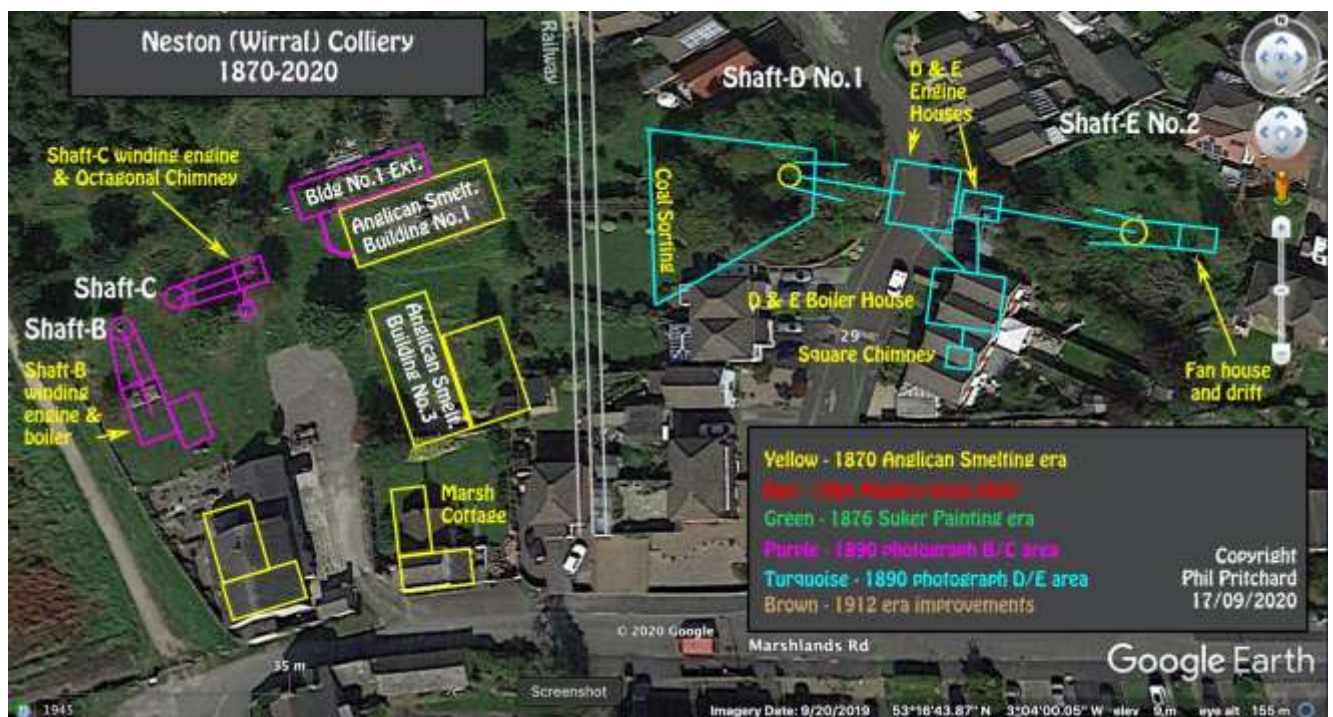 Neston (Wirral) Colliery
1870-2020
Railway
Shaft-D No.1
D & E
Engine
Houses
Shaft-E No.2
Shaft-C winding engine
& Octagonal Chimney
Bldg No.1 Ext.
Anglican Smelt.
Building No.1
Coal Sorting
Shaft-C
Shaft-B
Shaft-B
winding
engine &
boiler
Anglican Smelt.
Building No.3
D & E Boiler House
29
Square Chimney
Fan house
and drift
Marsh
Cottage
Yellow - 1870 Anglican Smelting era
Green - 1876 Suker Painting era
Purple - 1890 photograph B/C area
Turquoise - 1890 photograph D/E area
Brown - 1912 era improvements
Copyright
Phil Pritchard
17/09/2020
© 2020 Google
Marshlands Rd
Google Earth
35 m
Screenshot
1945
Imagery Date: 9/20/2019 53°16'43.87" N 3°04'00.05" W elev 9 m eye alt 155 m